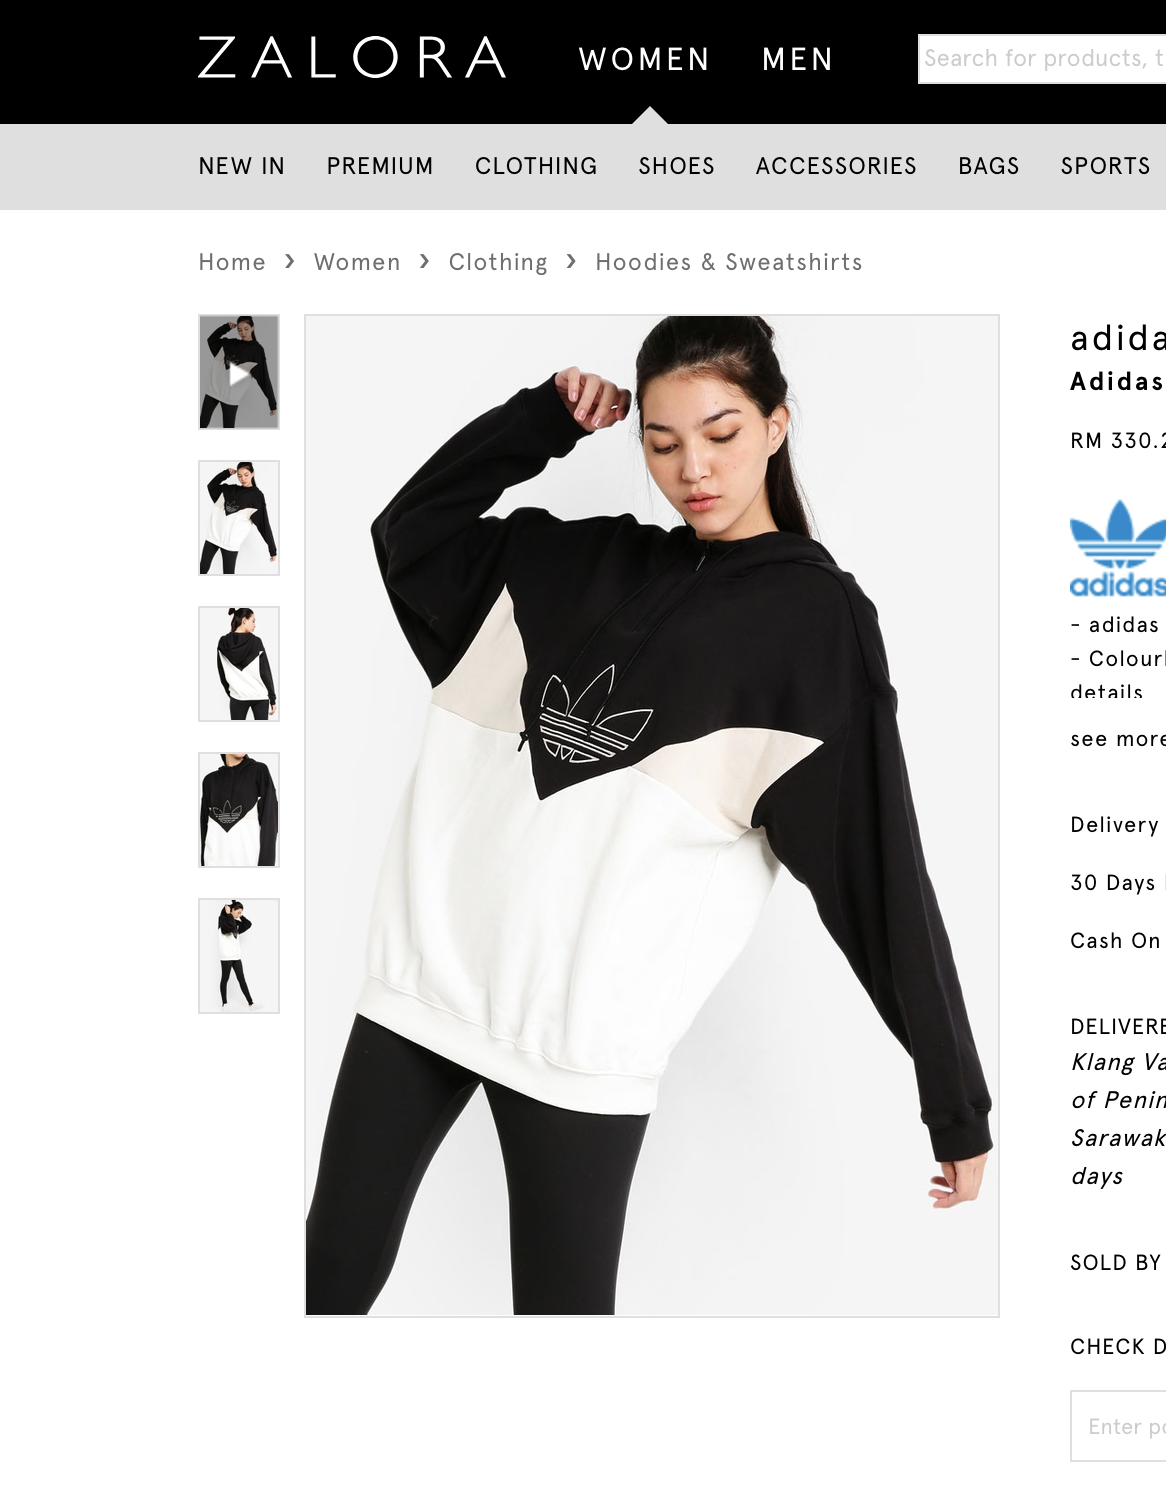 ZALORA WOMEN MEN Search for products, t
NEW IN PREMIUM CLOTHING SHOES ACCESSORIES BAGS SPORTS
Home › Women › Clothing › Hoodies & Sweatshirts
adida
Adidas
RM 330.2
adidas
- adidas
- Colour
details
see more
Delivery
30 Days
Cash On
DELIVERE
Klang Va
of Penin
Sarawak
days
SOLD BY
CHECK D
Enter po